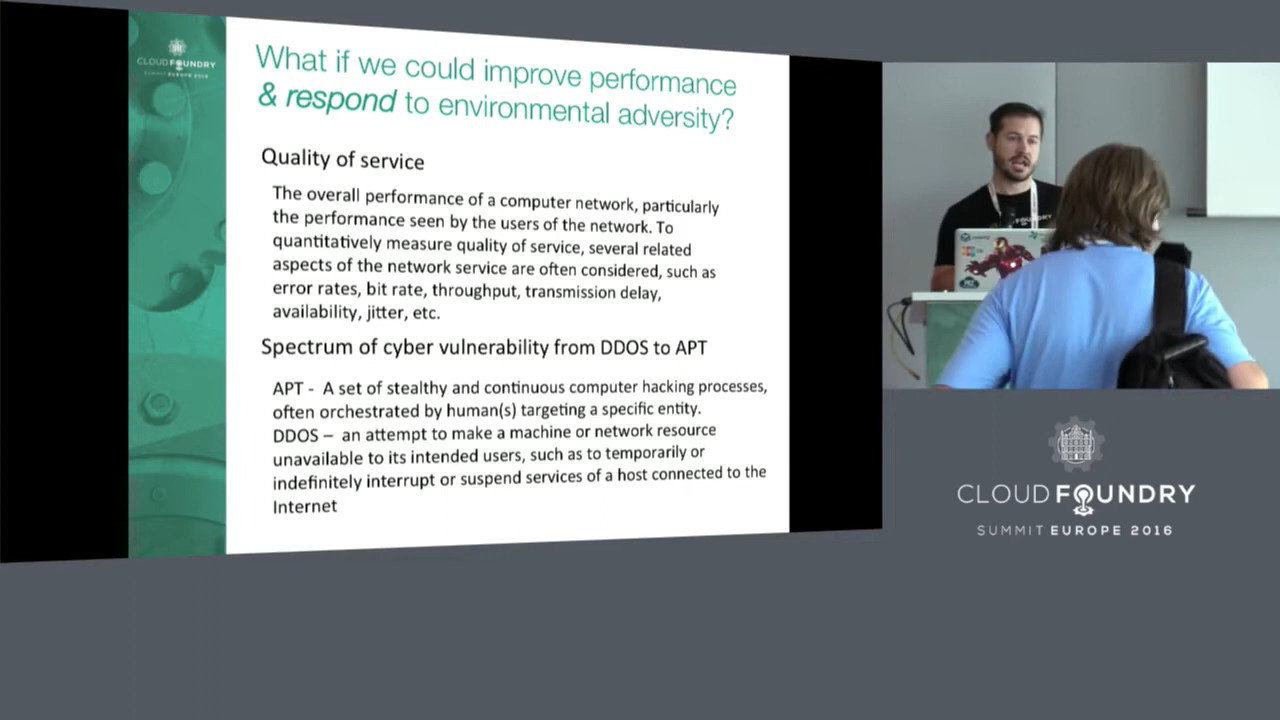 CLOUD FOUNDRY
SUMMIT EUROPE 2016
What if we could improve performance
& respond to environmental adversity?
Quality of service
The overall performance of a computer network, particularly
the performance seen by the users of the network. To
quantitatively measure quality of service, several related
aspects of the network service are often considered, such as
error rates, bit rate, throughput, transmission delay,
availability, jitter, etc.
Spectrum of cyber vulnerability from DDOS to APT
APT - A set of stealthy and continuous computer hacking processes,
often orchestrated by human(s) targeting a specific entity.
DDOS – an attempt to make a machine or network resource
unavailable to its intended users, such as to temporarily or
indefinitely interrupt or suspend services of a host connected to the
Internet
FOUNDRY
CLOUD FOUNDRY
SUMMIT EUROPE 2016